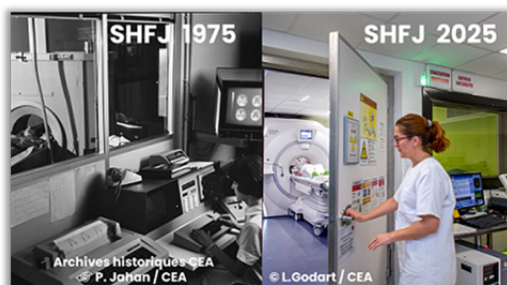 SHFJ 1975
SHFJ 2025
Archives historiques CEA
© P. Jahan / CEA
© L.Godart / CEA